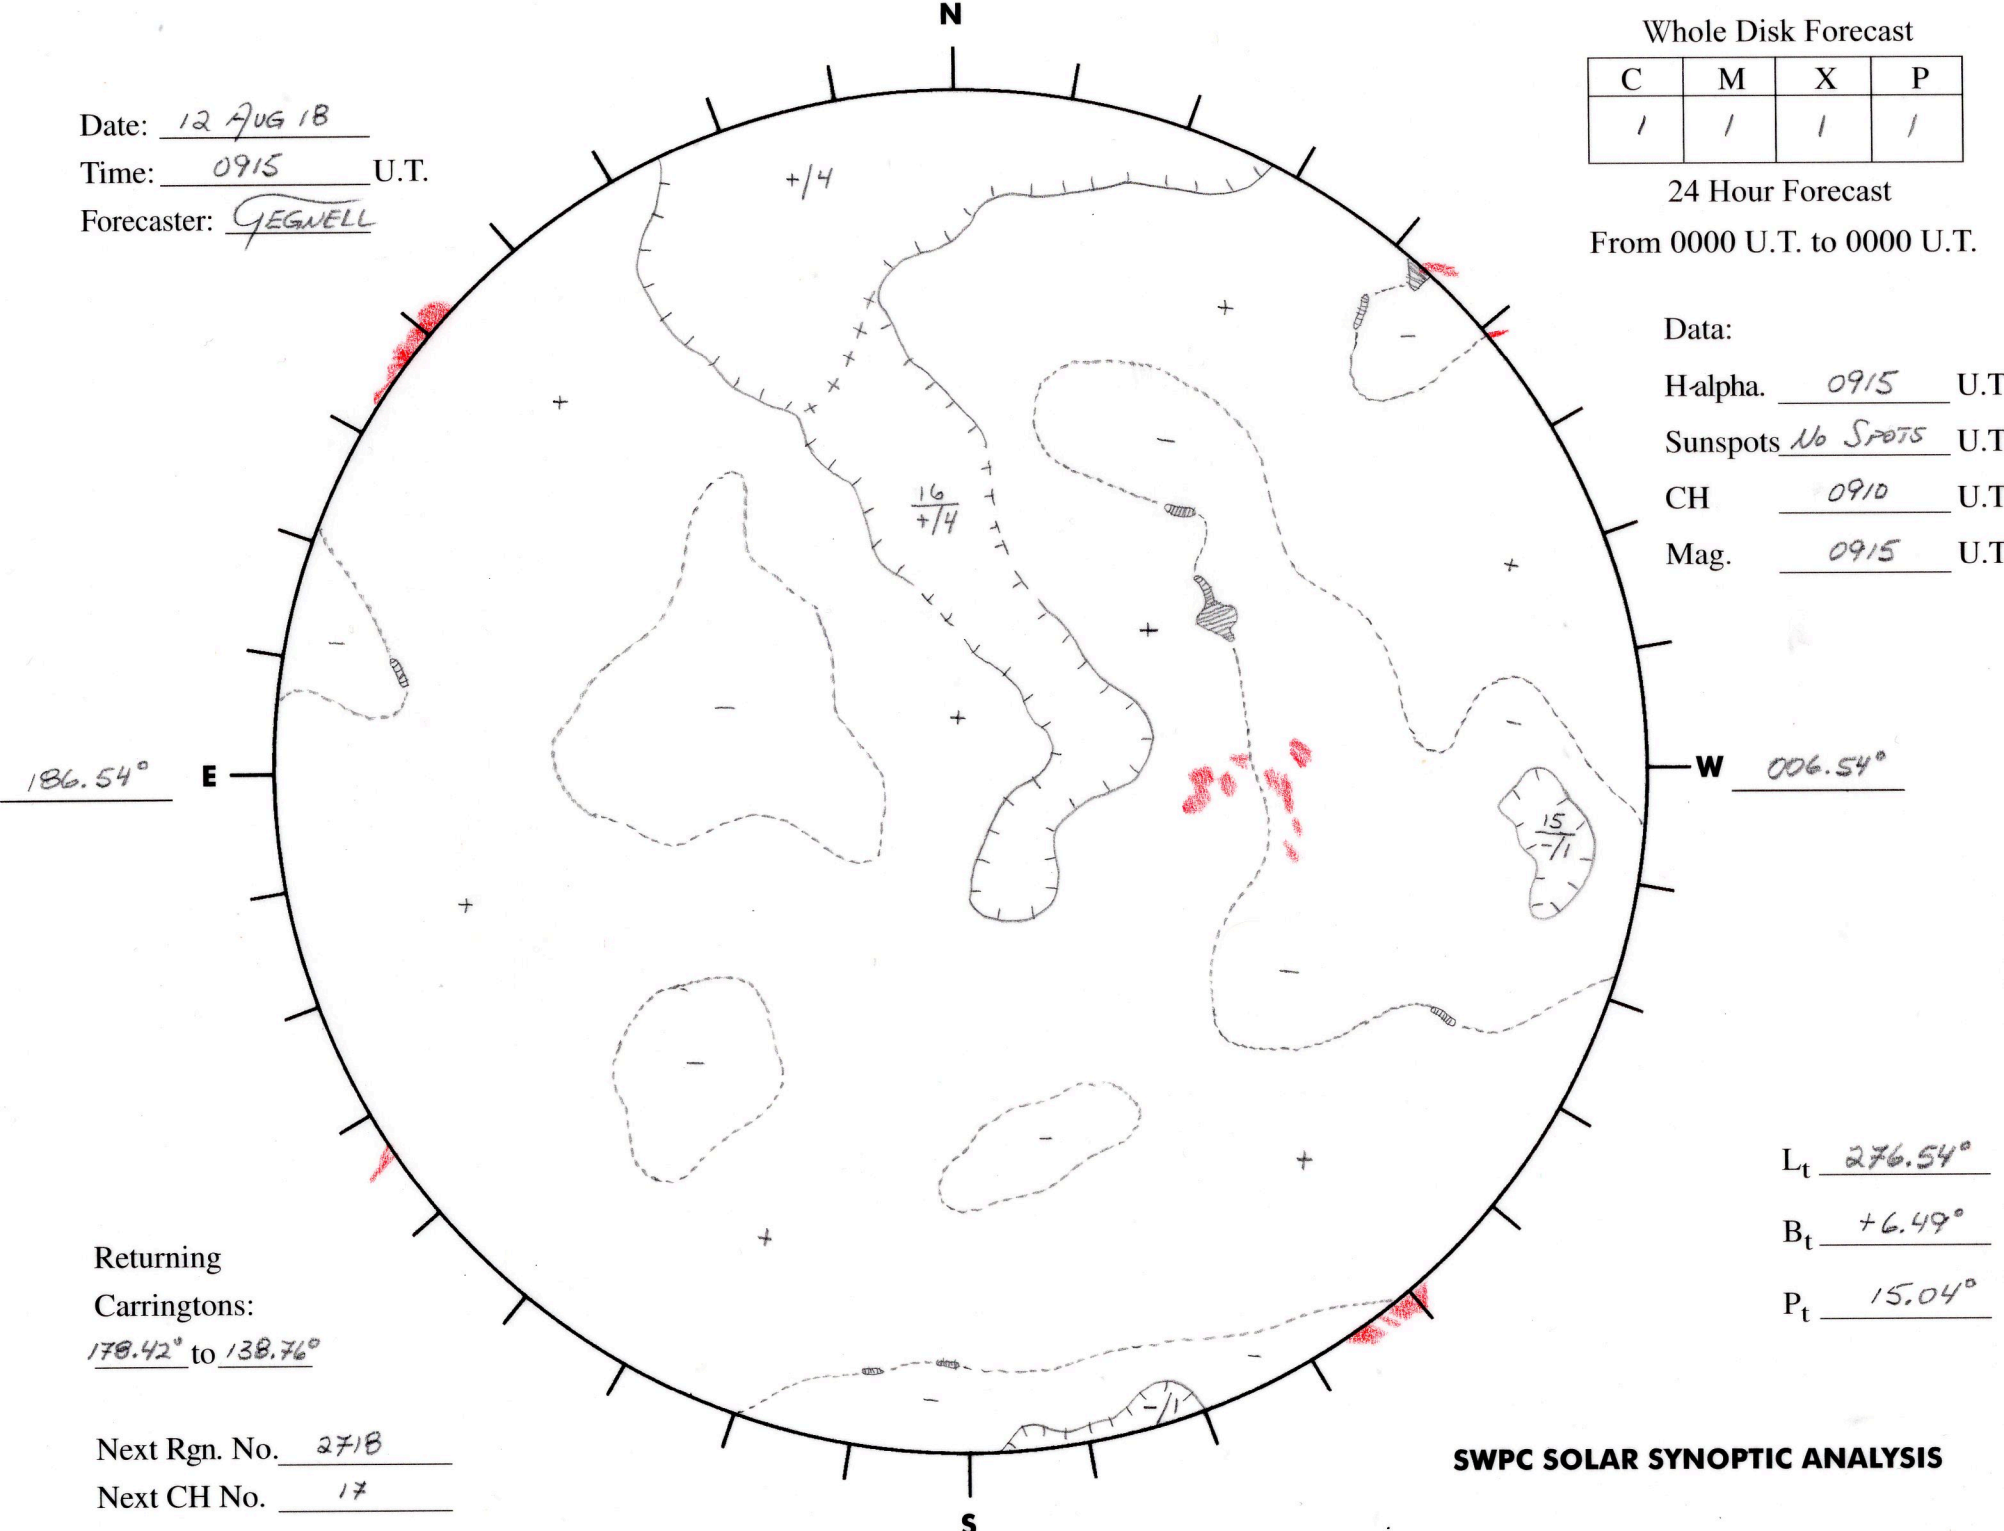 N
Date: 12 AUG 18
Time: 0915 U.T.
Forecaster: GEGNELL
Whole Disk Forecast
C M X P
1 1 1 1
24 Hour Forecast
From 0000 U.T. to 0000 U.T.
Data:
H-alpha. 0915 U.T
Sunspots No SPOTS U.T
CH 0910 U.T
Mag. 0915 U.T
+/4
+
-
+
-
16
+/4
+
-
+
-
+
-
186.54° E
W 006.54°
15
-/1
+
-
-
-
+
+
-
-
-/1
Lt 276.54°
Bt +6.49°
Pt 15.04°
Returning
Carringtons:
178.42° to 138.76°
Next Rgn. No. 2718
Next CH No. 17
S
SWPC SOLAR SYNOPTIC ANALYSIS